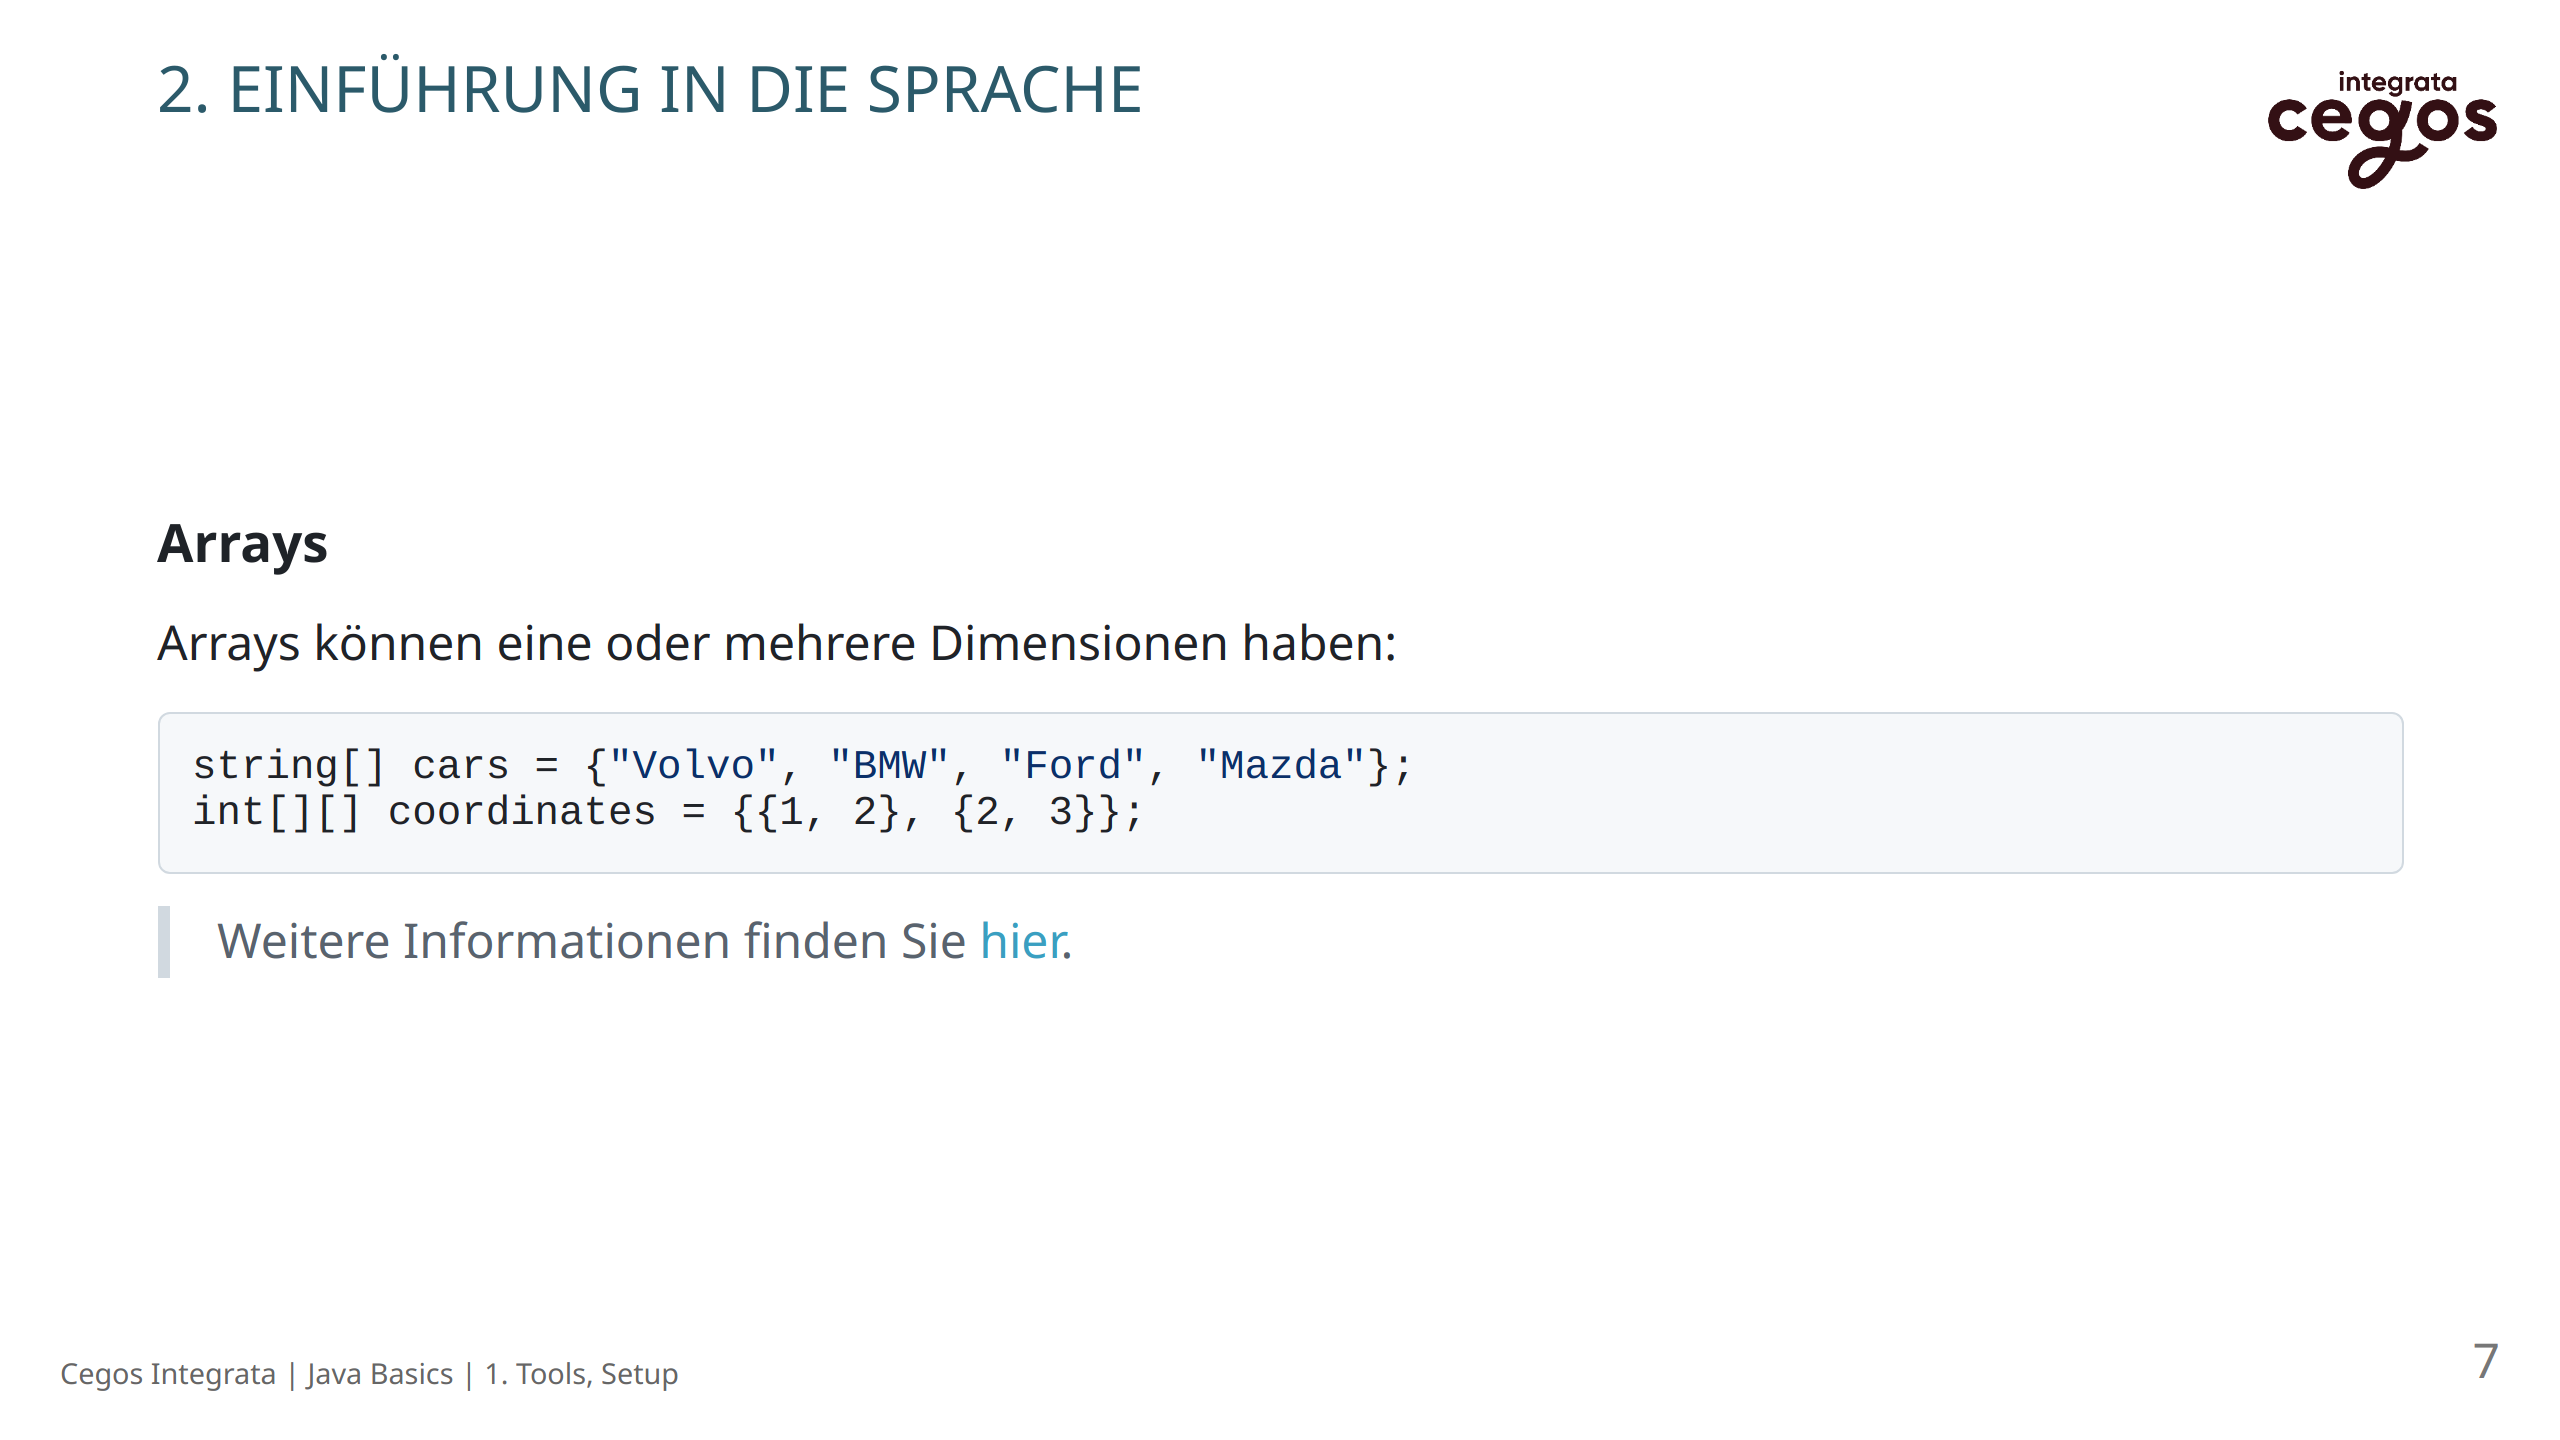 2. EINFÜHRUNG IN DIE SPRACHE
integrata
cegos
Arrays
Arrays können eine oder mehrere Dimensionen haben:
string[] cars = {"Volvo", "BMW", "Ford", "Mazda"};
int[][] coordinates = {{1, 2}, {2, 3}};
Weitere Informationen finden Sie hier.
Cegos Integrata | Java Basics | 1. Tools, Setup
7